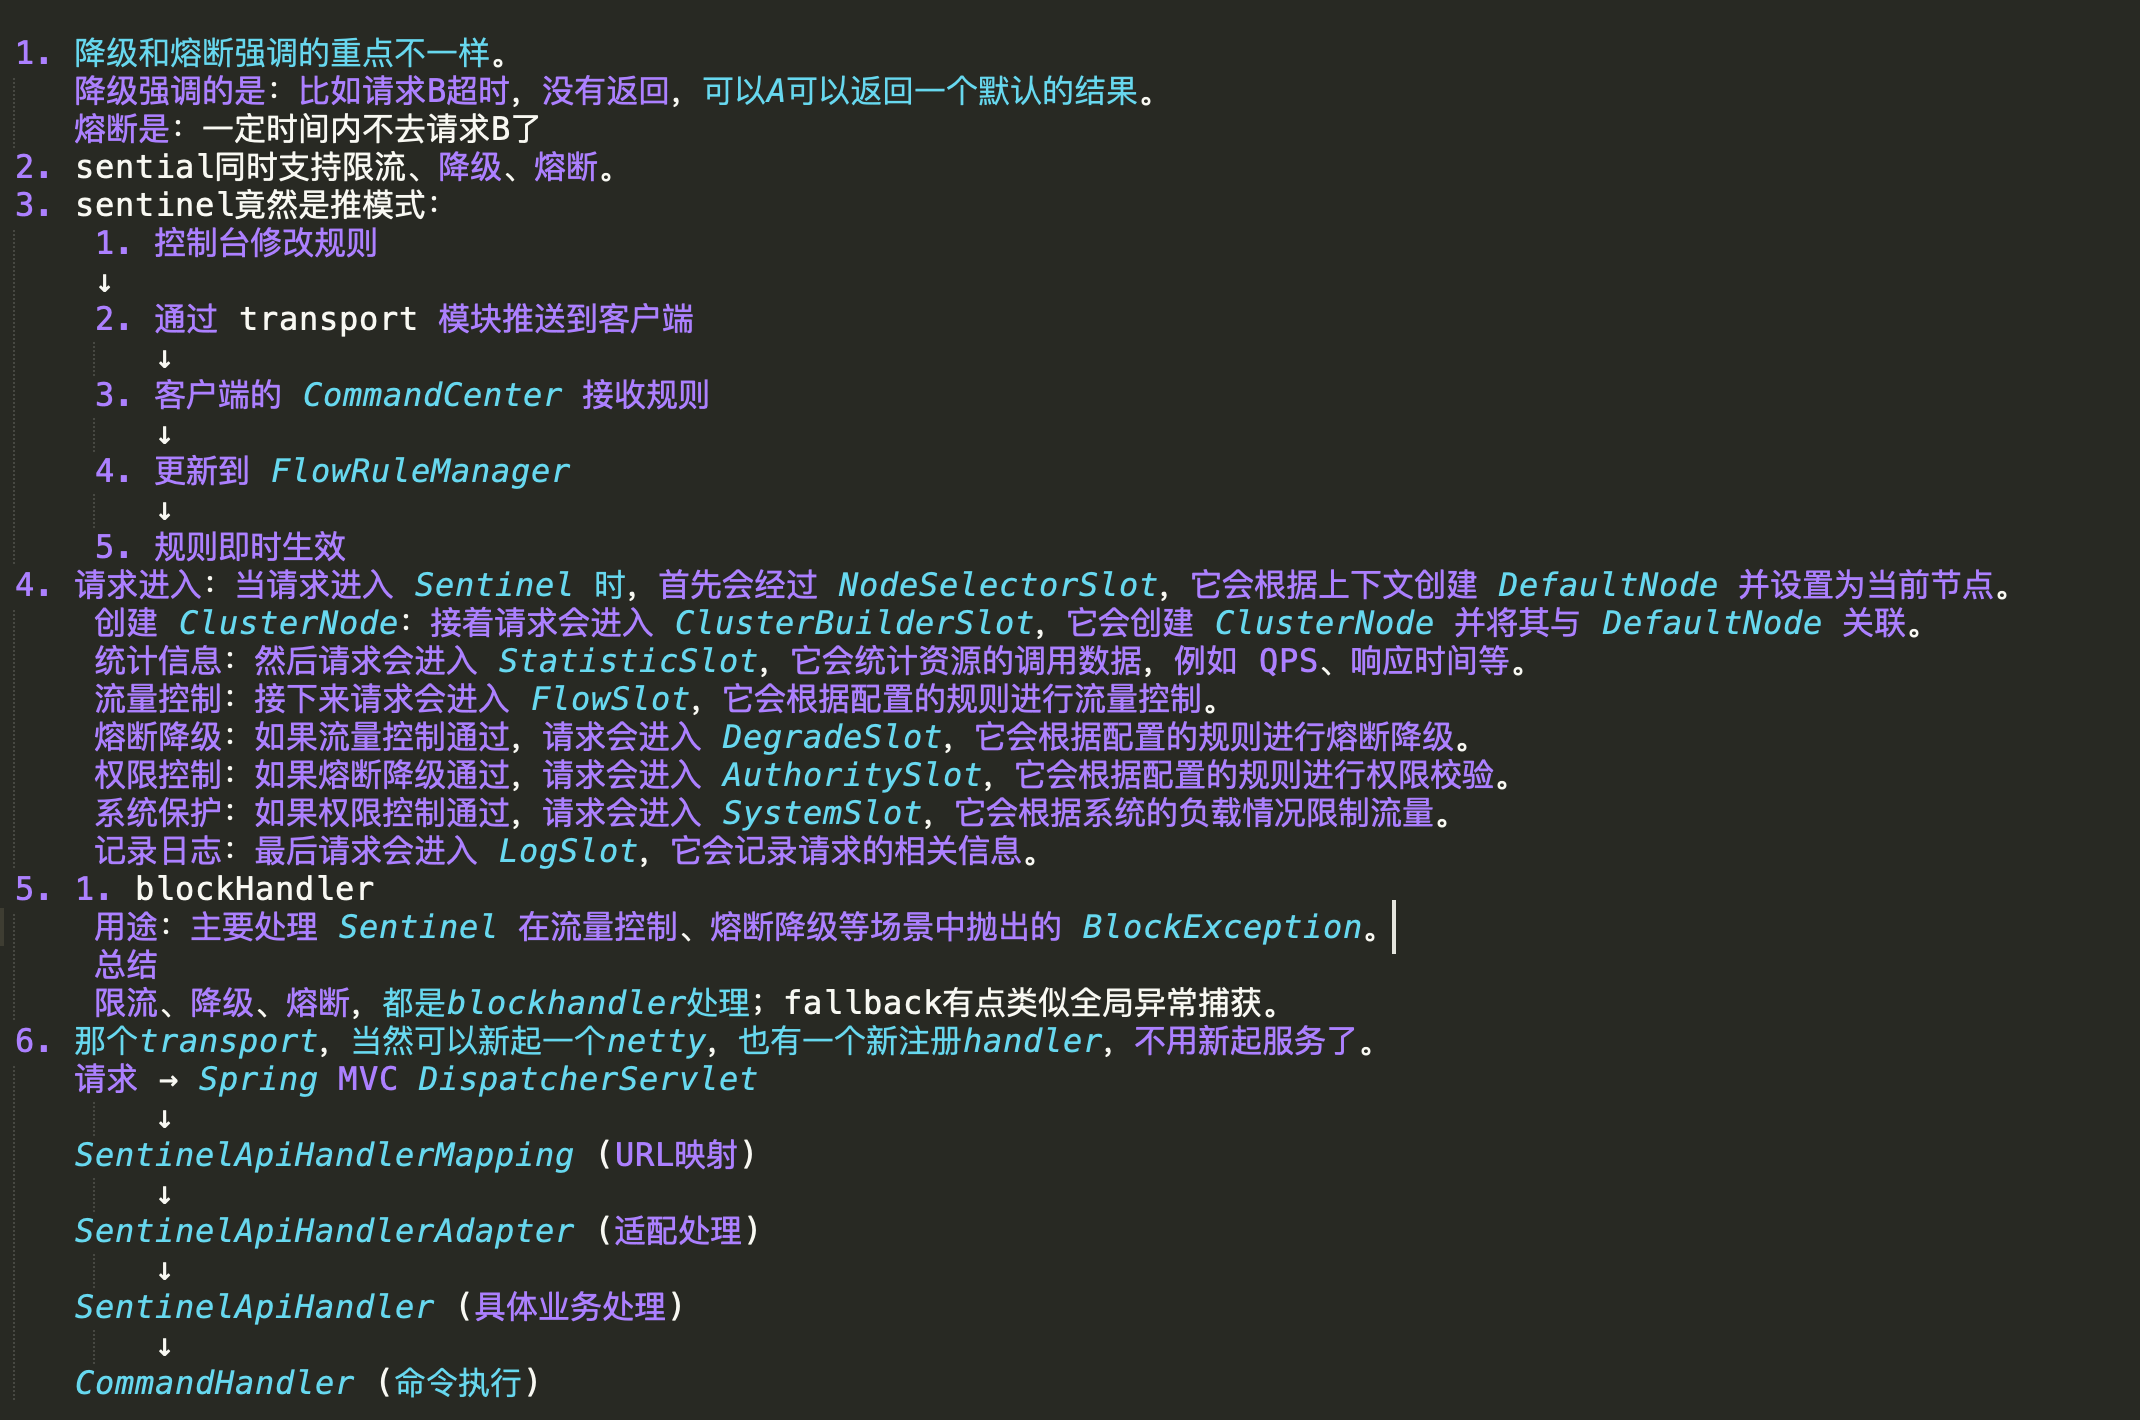 1. 降级和熔断强调的重点不一样。
降级强调的是：比如请求B超时，没有返回，可以A可以返回一个默认的结果。
熔断是：一定时间内不去请求B了
2. sential同时支持限流、降级、熔断。
3. sentinel竟然是推模式：
1. 控制台修改规则
↓
2. 通过 transport 模块推送到客户端
↓
3. 客户端的 CommandCenter 接收规则
↓
4. 更新到 FlowRuleManager
↓
5. 规则即时生效
4. 请求进入：当请求进入 Sentinel 时，首先会经过 NodeSelectorSlot，它会根据上下文创建 DefaultNode 并设置为当前节点。
创建 ClusterNode：接着请求会进入 ClusterBuilderSlot，它会创建 ClusterNode 并将其与 DefaultNode 关联。
统计信息：然后请求会进入 StatisticSlot，它会统计资源的调用数据，例如 QPS、响应时间等。
流量控制：接下来请求会进入 FlowSlot，它会根据配置的规则进行流量控制。
熔断降级：如果流量控制通过，请求会进入 DegradeSlot，它会根据配置的规则进行熔断降级。
权限控制：如果熔断降级通过，请求会进入 AuthoritySlot，它会根据配置的规则进行权限校验。
系统保护：如果权限控制通过，请求会进入 SystemSlot，它会根据系统的负载情况限制流量。
记录日志：最后请求会进入 LogSlot，它会记录请求的相关信息。
5. 1. blockHandler
用途：主要处理 Sentinel 在流量控制、熔断降级等场景中抛出的 BlockException。
总结
限流、降级、熔断，都是blockhandler处理；fallback有点类似全局异常捕获。
6. 那个transport，当然可以新起一个netty，也有一个新注册handler，不用新起服务了。
请求 → Spring MVC DispatcherServlet
↓
SentinelApiHandlerMapping (URL映射)
↓
SentinelApiHandlerAdapter (适配处理)
↓
SentinelApiHandler (具体业务处理)
↓
CommandHandler (命令执行)